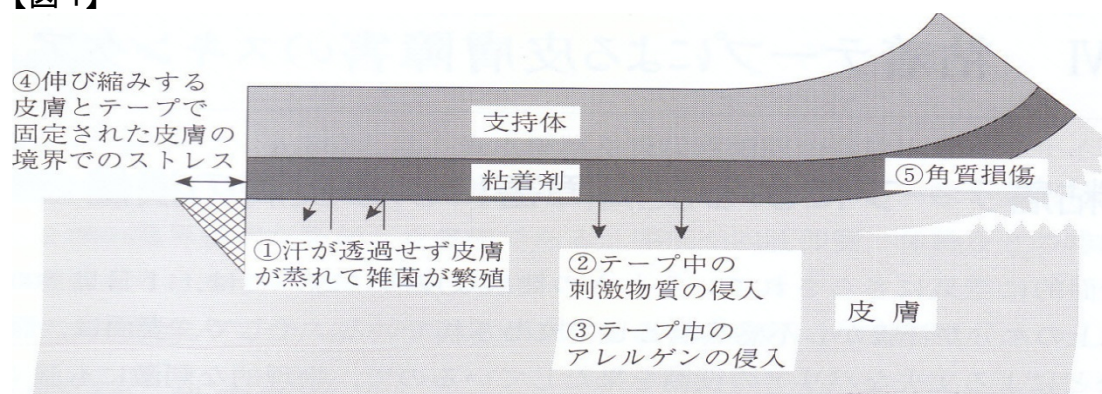 【図1】
④伸び縮みする
皮膚とテープで
固定された皮膚の
境界でのストレス
支持体
粘着剤
⑤角質損傷
①汗が透過せず皮膚
が蒸れて雑菌が繁殖
②テープ中の
刺激物質の侵入
③テープ中の
アレルゲンの侵入
皮膚